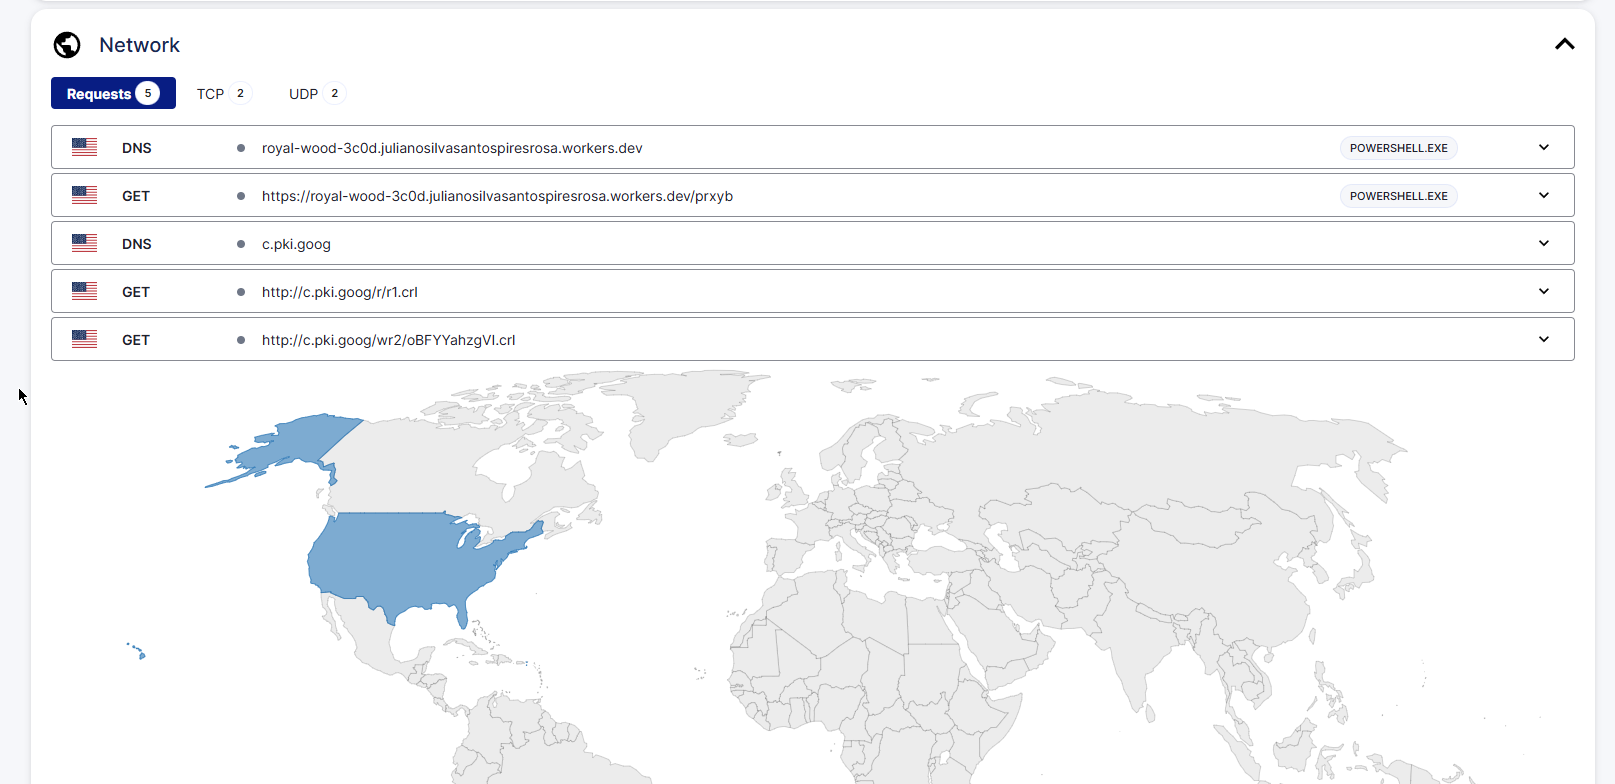 Network
Requests 5 TCP 2 UDP 2
DNS royal-wood-3c0d.julianosilvasantospiresrosa.workers.dev POWERSHELL.EXE
GET https://royal-wood-3c0d.julianosilvasantospiresrosa.workers.dev/prxyb POWERSHELL.EXE
DNS c.pki.goog
GET http://c.pki.goog/r/r1.crl
GET http://c.pki.goog/wr2/oBFYYahzgVI.crl